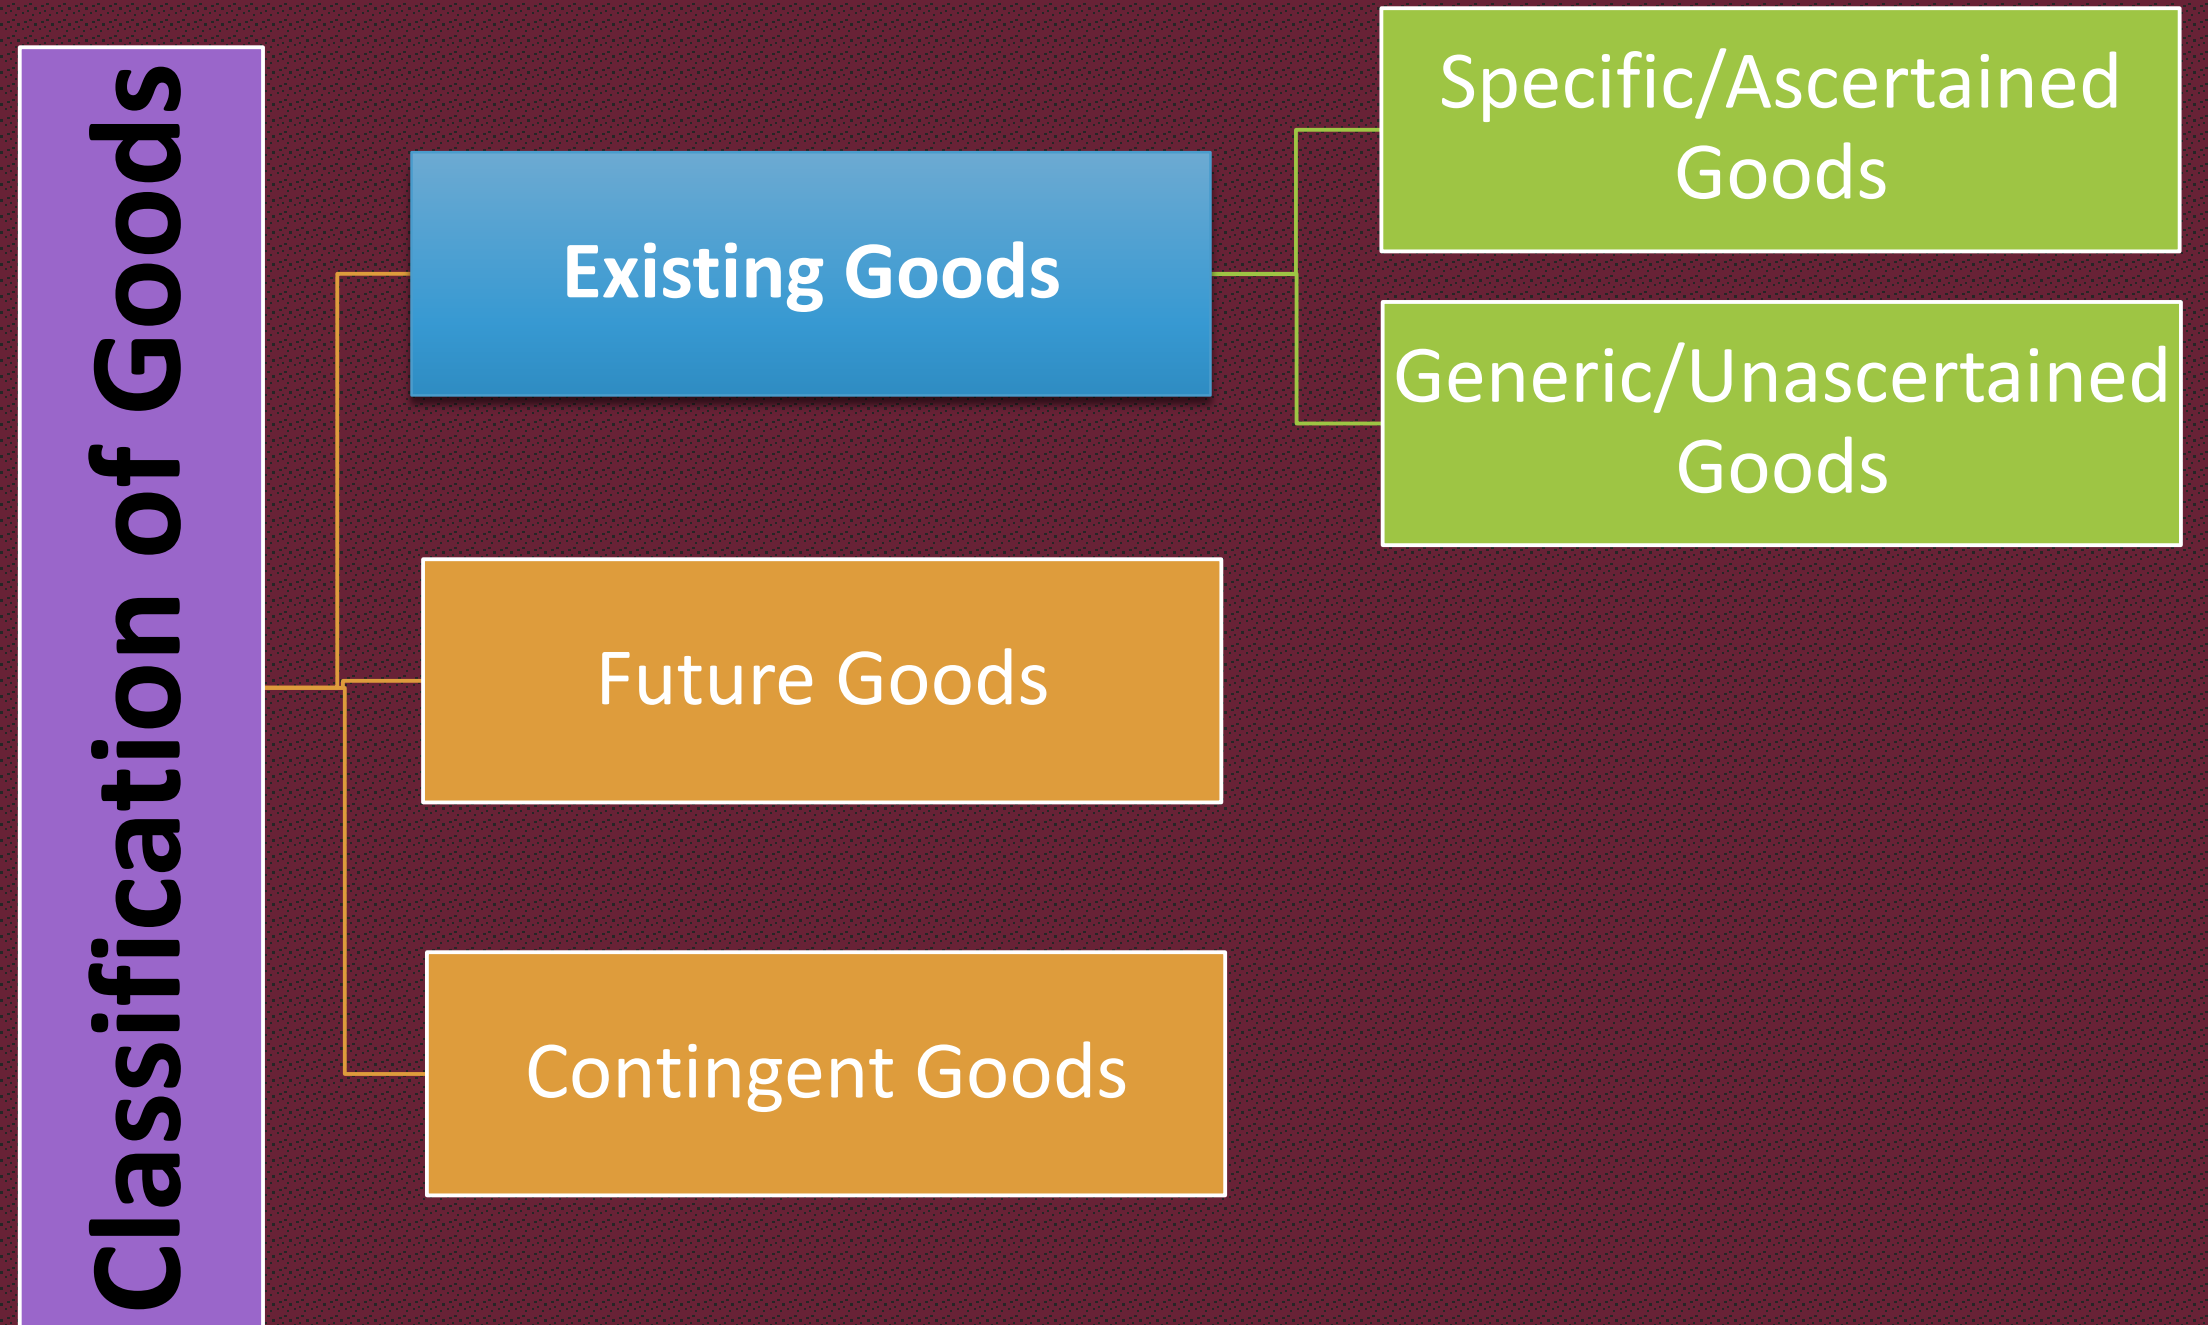 Classification of Goods
Existing Goods
Specific/Ascertained
Goods
Generic/Unascertained
Goods
Future Goods
Contingent Goods